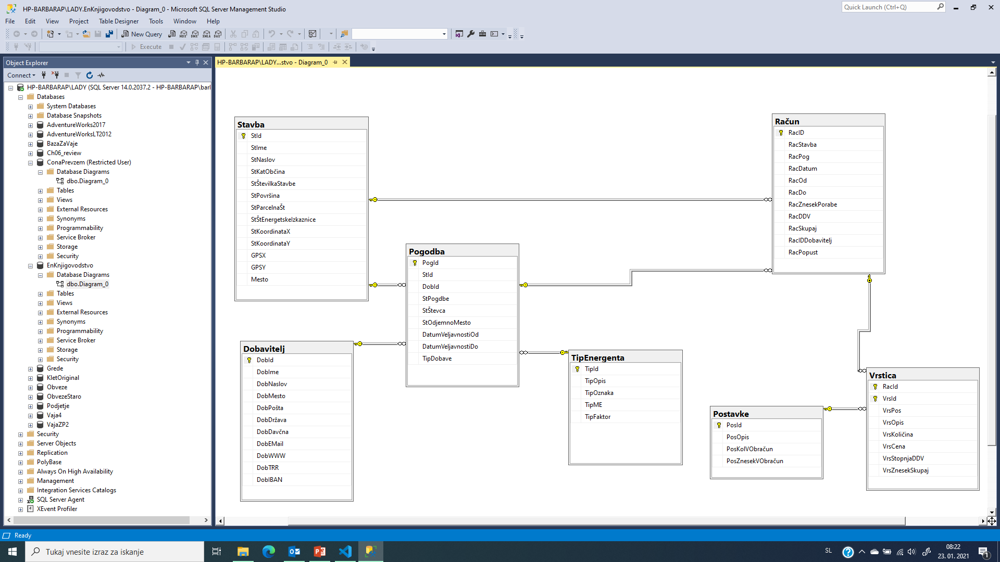 HP-BARBARAP\LADY.EnKnjigovodstvo - Diagram_0 - Microsoft SQL Server Management Studio
Quick Launch (Ctrl+Q)
File Edit View Project Table Designer Tools Window Help
New Query MDX DMX XMLA DAX
Execute
Object Explorer
Connect
HP-BARBARAP\LADY (SQL Server 14.0.2037.2 - HP-BARBARAP\barl
Databases
System Databases
Database Snapshots
AdventureWorks2017
AdventureWorksLT2012
BazaZaVaje
Ch06_review
ConaPrevzem (Restricted User)
Database Diagrams
dbo.Diagram_0
Tables
Views
External Resources
Synonyms
Programmability
Service Broker
Storage
Security
EnKnjigovodstvo
Database Diagrams
dbo.Diagram_0
Tables
Views
External Resources
Synonyms
Programmability
Service Broker
Storage
Security
Grede
KletOriginal
Obveze
ObvezeStaro
Podjetje
Vaja4
VajaZP2
Security
Server Objects
Replication
PolyBase
Always On High Availability
Management
Integration Services Catalogs
SQL Server Agent
XEvent Profiler
HP-BARBARAP\LADY...stvo - Diagram_0
Stavba
StId
StIme
StNaslov
StKatObčina
StŠtevilkaStavbe
StPovršina
StParcelnaŠt
StŠtEnergetskeIzkaznice
StKoordinataX
StKoordinataY
GPSX
GPSY
Mesto
Dobavitelj
DobId
DobIme
DobNaslov
DobMesto
DobPošta
DobDržava
DobDavčna
DobEMail
DobWWW
DobTRR
DobIBAN
Pogodba
PogId
StId
DobId
StPogdbe
StŠtevca
StOdjemnoMesto
DatumVeljavnostiOd
DatumVeljavnostiDo
TipDobave
TipEnergenta
TipId
TipOpis
TipOznaka
TipME
TipFaktor
Račun
RacID
RacStavba
RacPog
RacDatum
RacOd
RacDo
RacZnesekPorabe
RacDDV
RacSkupaj
RacIDDobavitelj
RacPopust
Postavke
PosId
PosOpis
PosKolVObračun
PosZnesekVObračun
Vrstica
RacId
VrsId
VrsPos
VrsOpis
VrsKoličina
VrsCena
VrsStopnjaDDV
VrsZnesekSkupaj
Ready
Tukaj vnesite izraz za iskanje
SL
08:22
23. 01. 2021
1